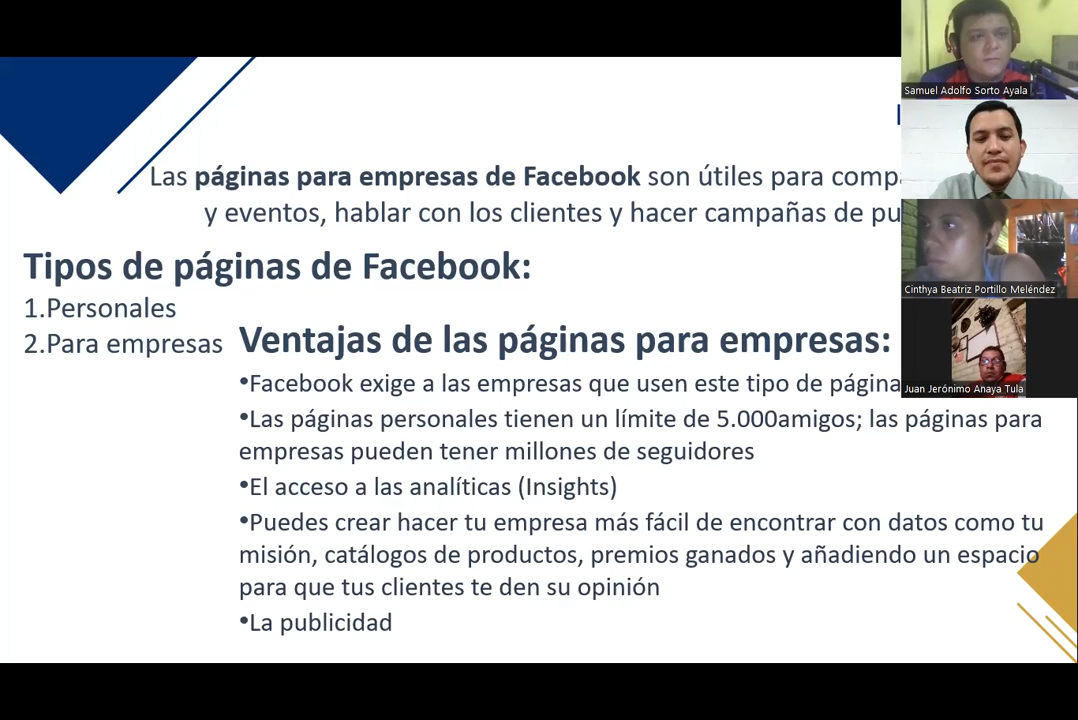 Las páginas para empresas de Facebook son útiles para
y eventos, hablar con los clientes y hacer campañas de
Tipos de páginas de Facebook:
1.Personales
2.Para empresas
Ventajas de las páginas para empresas:
•Facebook exige a las empresas que usen este tipo de página
•Las páginas personales tienen un límite de 5.000amigos; las páginas para
empresas pueden tener millones de seguidores
•El acceso a las analíticas (Insights)
•Puedes crear hacer tu empresa más fácil de encontrar con datos como tu
misión, catálogos de productos, premios ganados y añadiendo un espacio
para que tus clientes te den su opinión
•La publicidad
Samuel Adolfo Sorto Ayala
Cinthya Beatriz Portillo Meléndez
Juan Jerónimo Anaya Tula